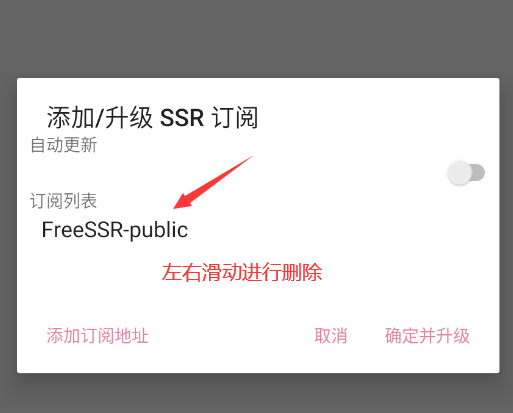 添加/升级 SSR 订阅
自动更新
订阅列表
FreeSSR-public
左右滑动进行删除
添加订阅地址 取消 确定并升级